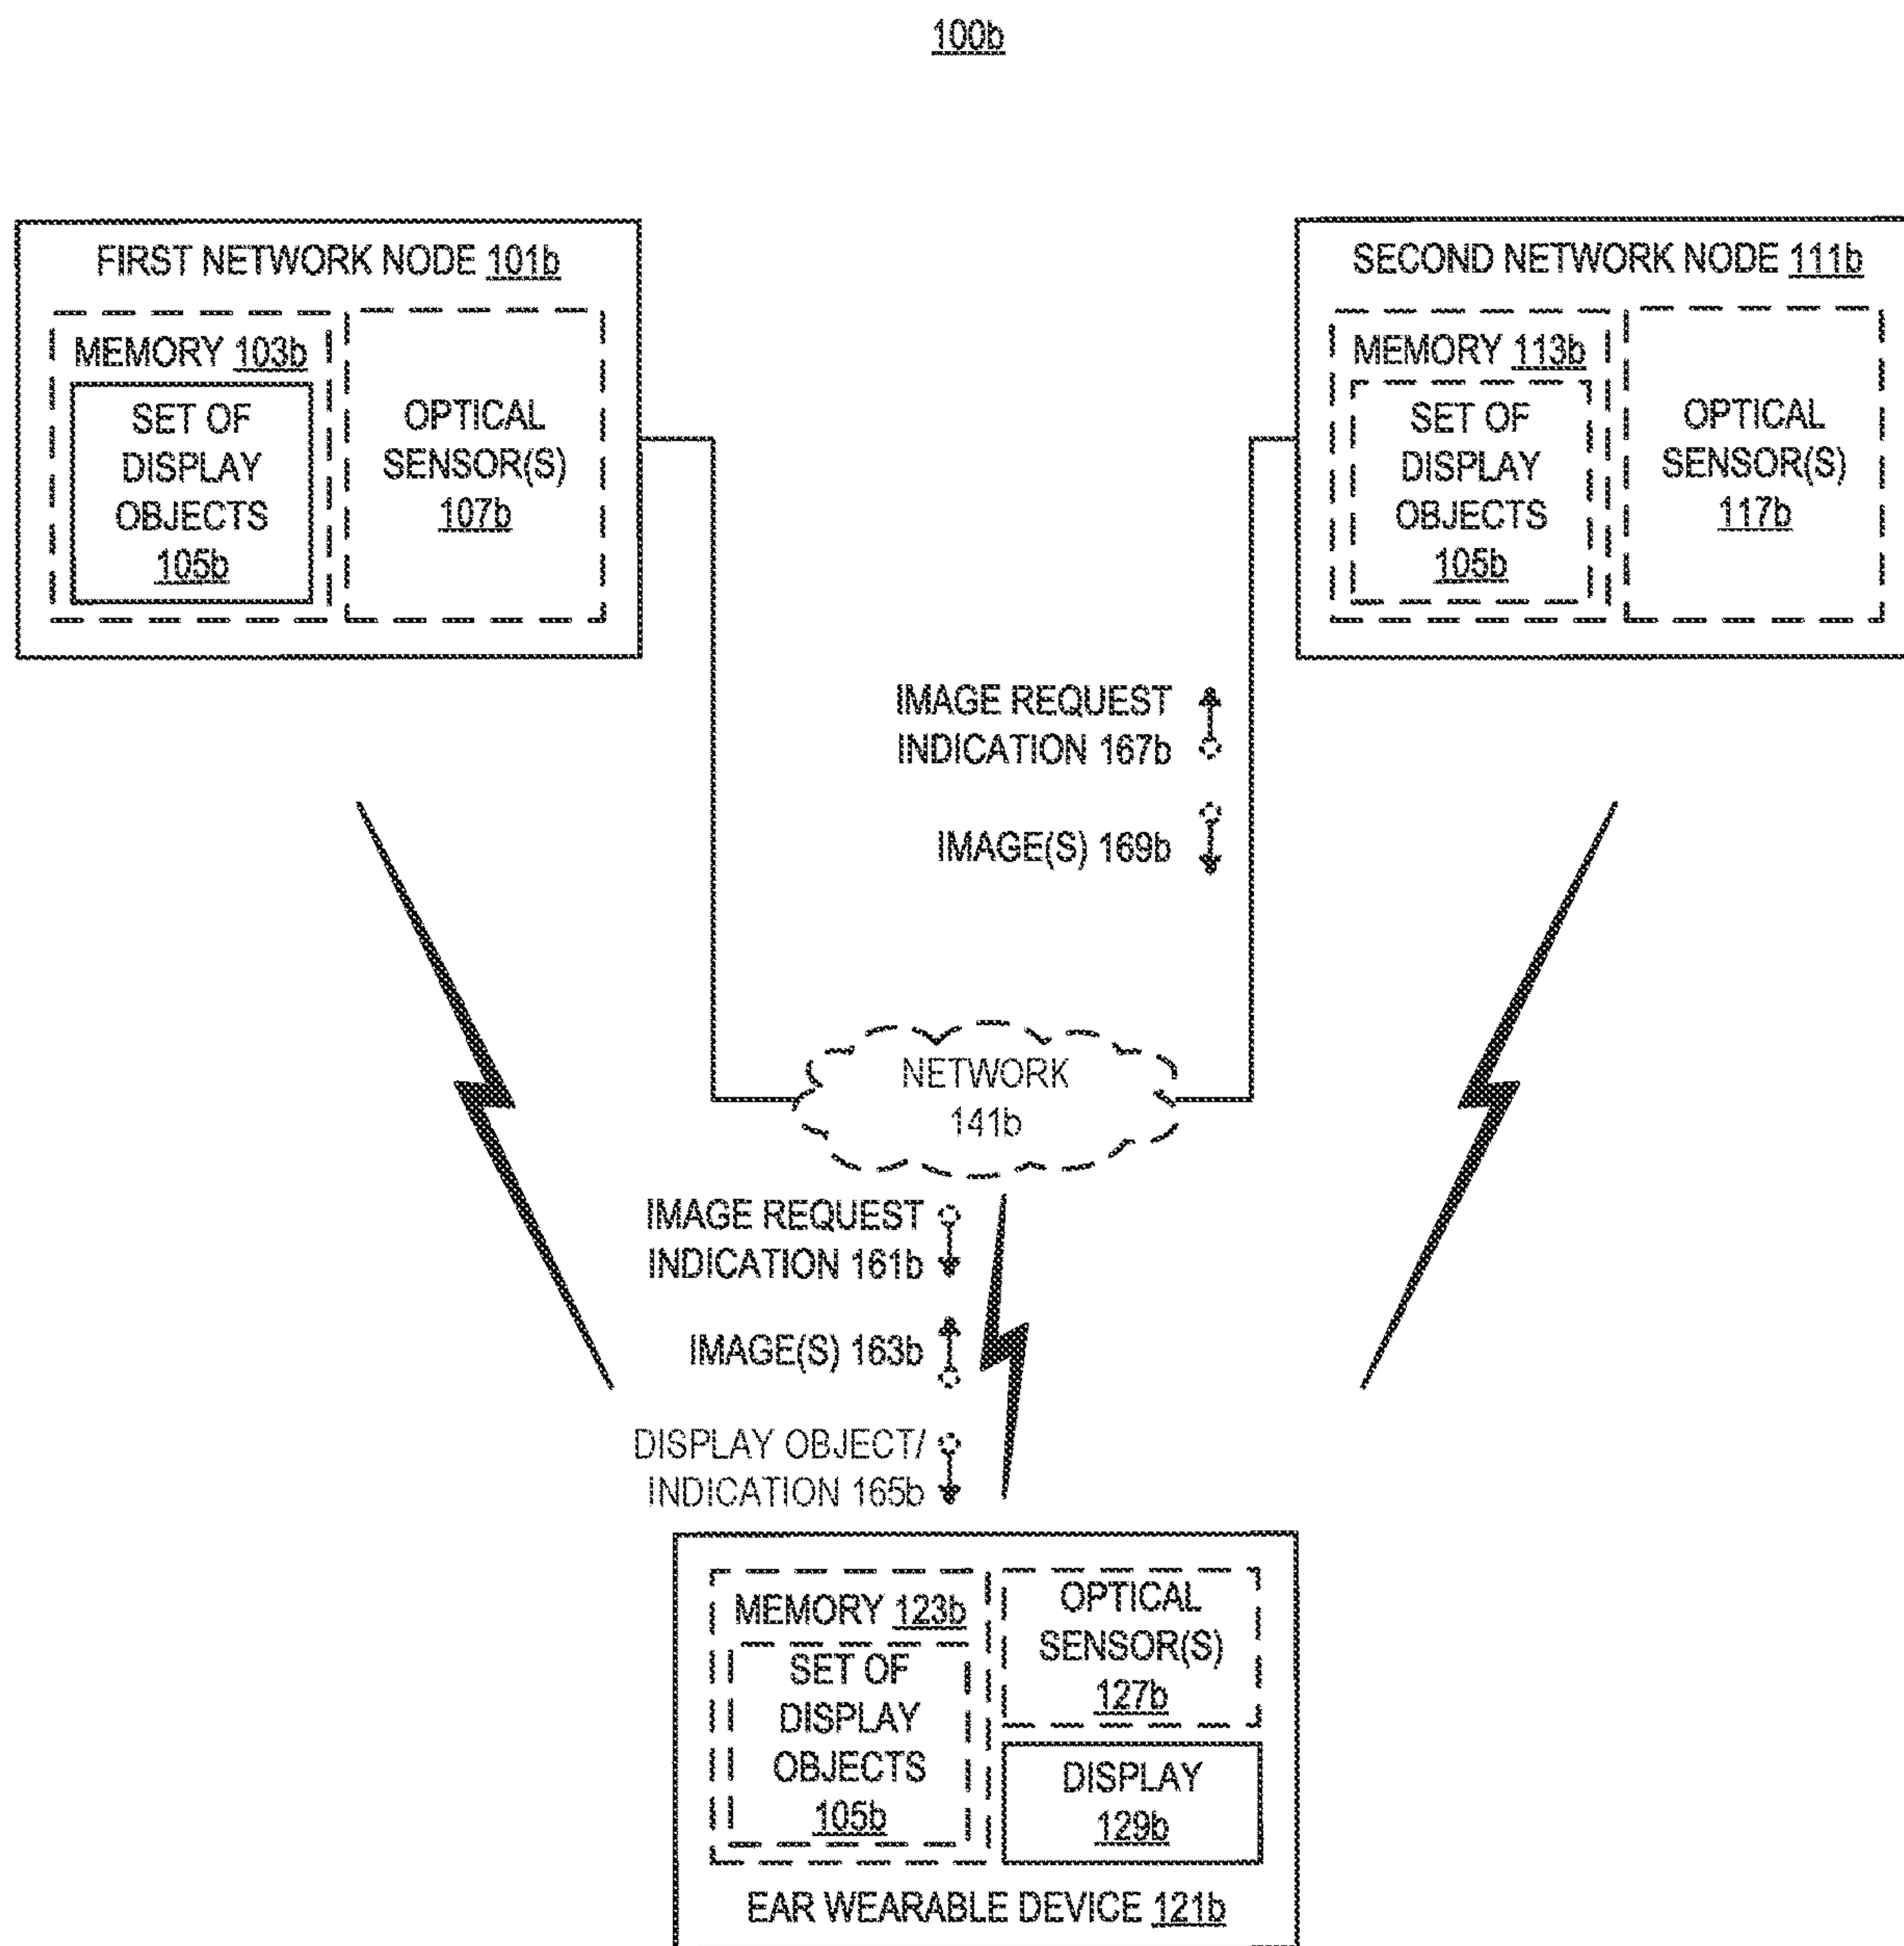 100b
FIRST NETWORK NODE 101b
MEMORY 103b
SET OF
DISPLAY
OBJECTS
105b
OPTICAL
SENSOR(S)
107b
SECOND NETWORK NODE 111b
MEMORY 113b
SET OF
DISPLAY
OBJECTS
105b
OPTICAL
SENSOR(S)
117b
IMAGE REQUEST
INDICATION 167b
IMAGE(S) 169b
NETWORK
141b
IMAGE REQUEST
INDICATION 161b
IMAGE(S) 163b
DISPLAY OBJECT/
INDICATION 165b
MEMORY 123b
SET OF
DISPLAY
OBJECTS
105b
OPTICAL
SENSOR(S)
127b
DISPLAY
129b
EAR WEARABLE DEVICE 121b